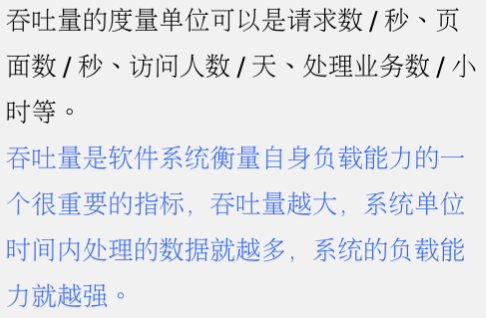 吞吐量的度量单位可以是请求数 / 秒、页
面数 / 秒、访问人数 / 天、处理业务数 / 小
时等。
吞吐量是软件系统衡量自身负载能力的一
个很重要的指标，吞吐量越大，系统单位
时间内处理的数据就越多，系统的负载能
力就越强。